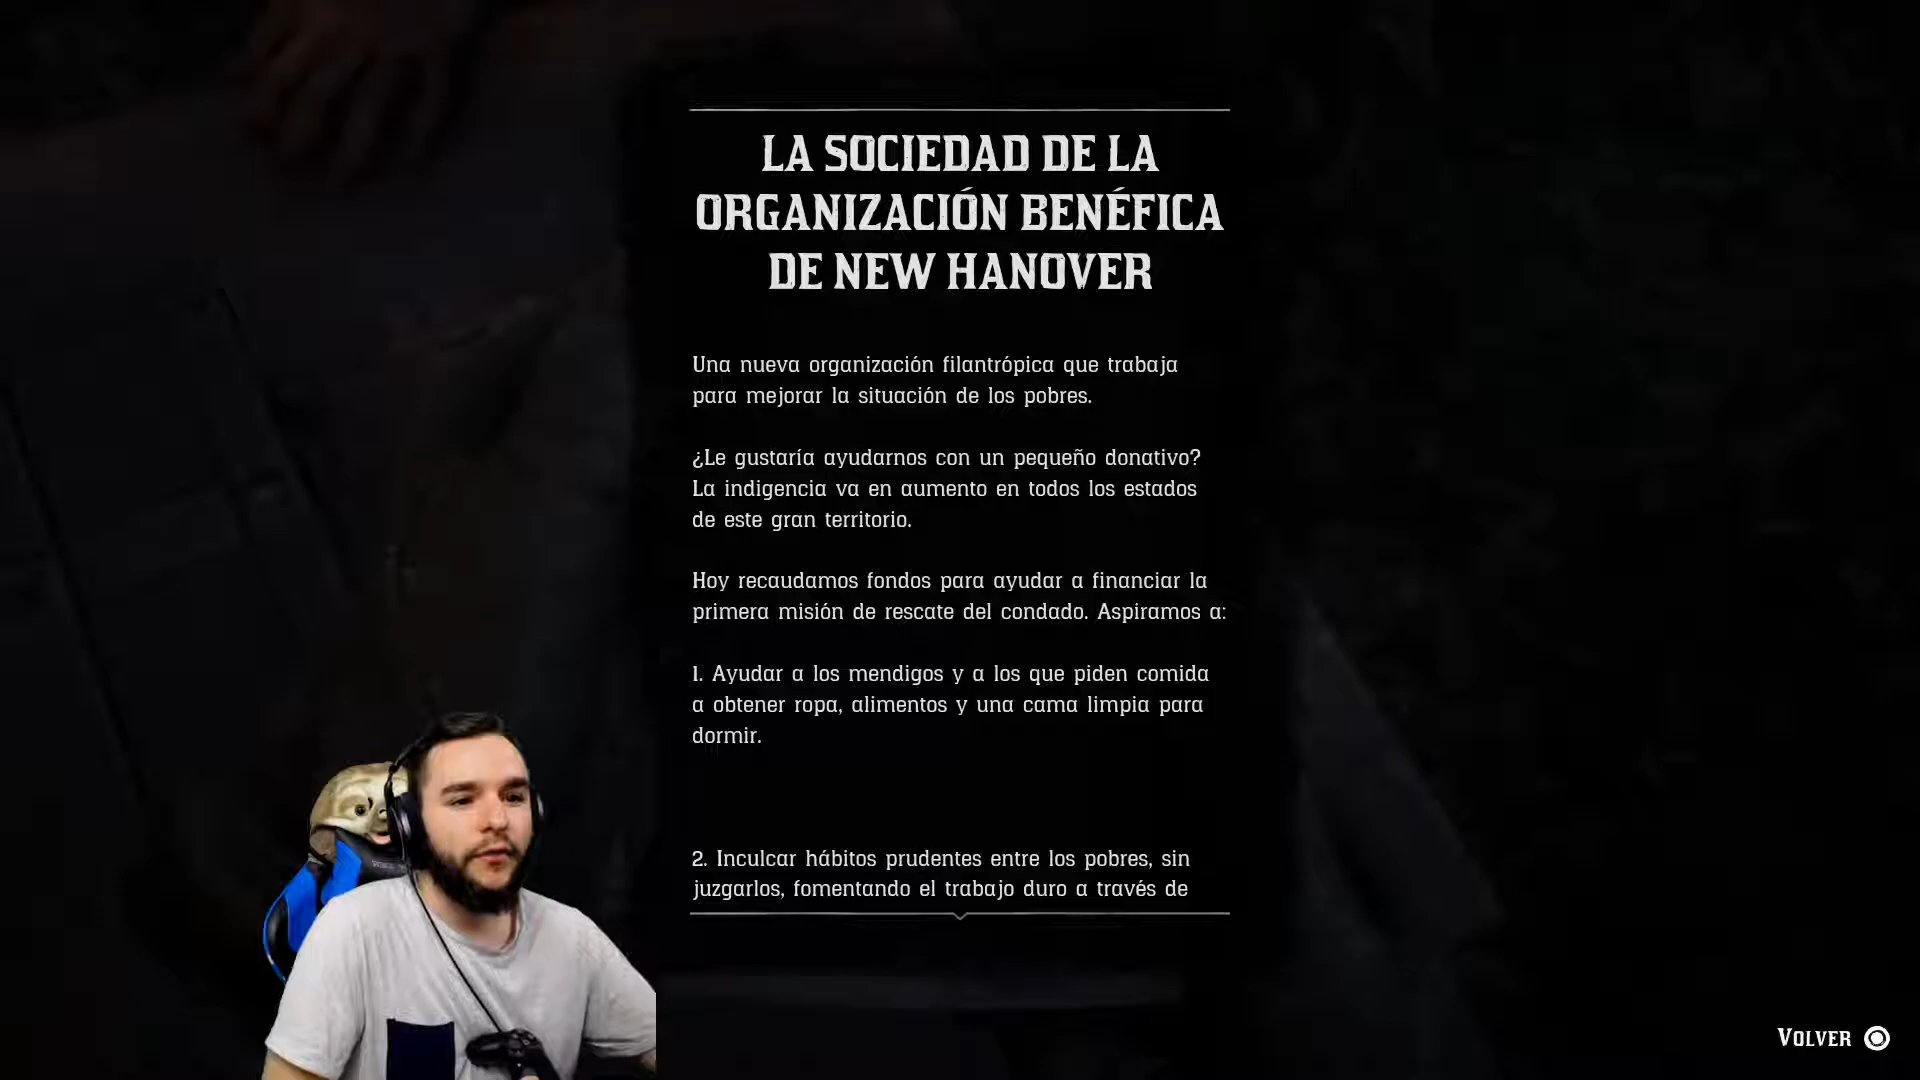 LA SOCIEDAD DE LA
ORGANIZACIÓN BENÉFICA
DE NEW HANOVER
Una nueva organización filantrópica que trabaja
para mejorar la situación de los pobres.
¿Le gustaría ayudarnos con un pequeño donativo?
La indigencia va en aumento en todos los estados
de este gran territorio.
Hoy recaudamos fondos para ayudar a financiar la
primera misión de rescate del condado. Aspiramos a:
1. Ayudar a los mendigos y a los que piden comida
a obtener ropa, alimentos y una cama limpia para
dormir.
2. Inculcar hábitos prudentes entre los pobres, sin
juzgarlos, fomentando el trabajo duro a través de
VOLVER